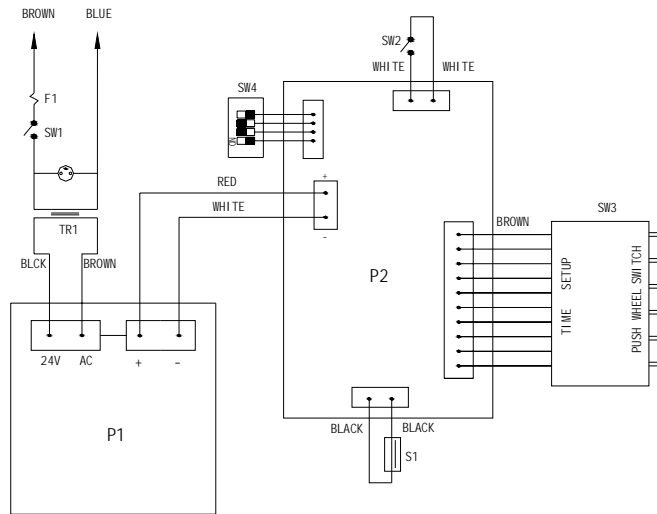 BROWN
BLUE
F1
SW1
TR1
BLCK
BROWN
24V
AC
+
-
P1
RED
WHITE
SW4
ON
SW2
WHITE
WHITE
+
-
P2
BROWN
SW3
TIME SETUP
PUSH WHEEL SWITCH
BLACK
BLACK
S1